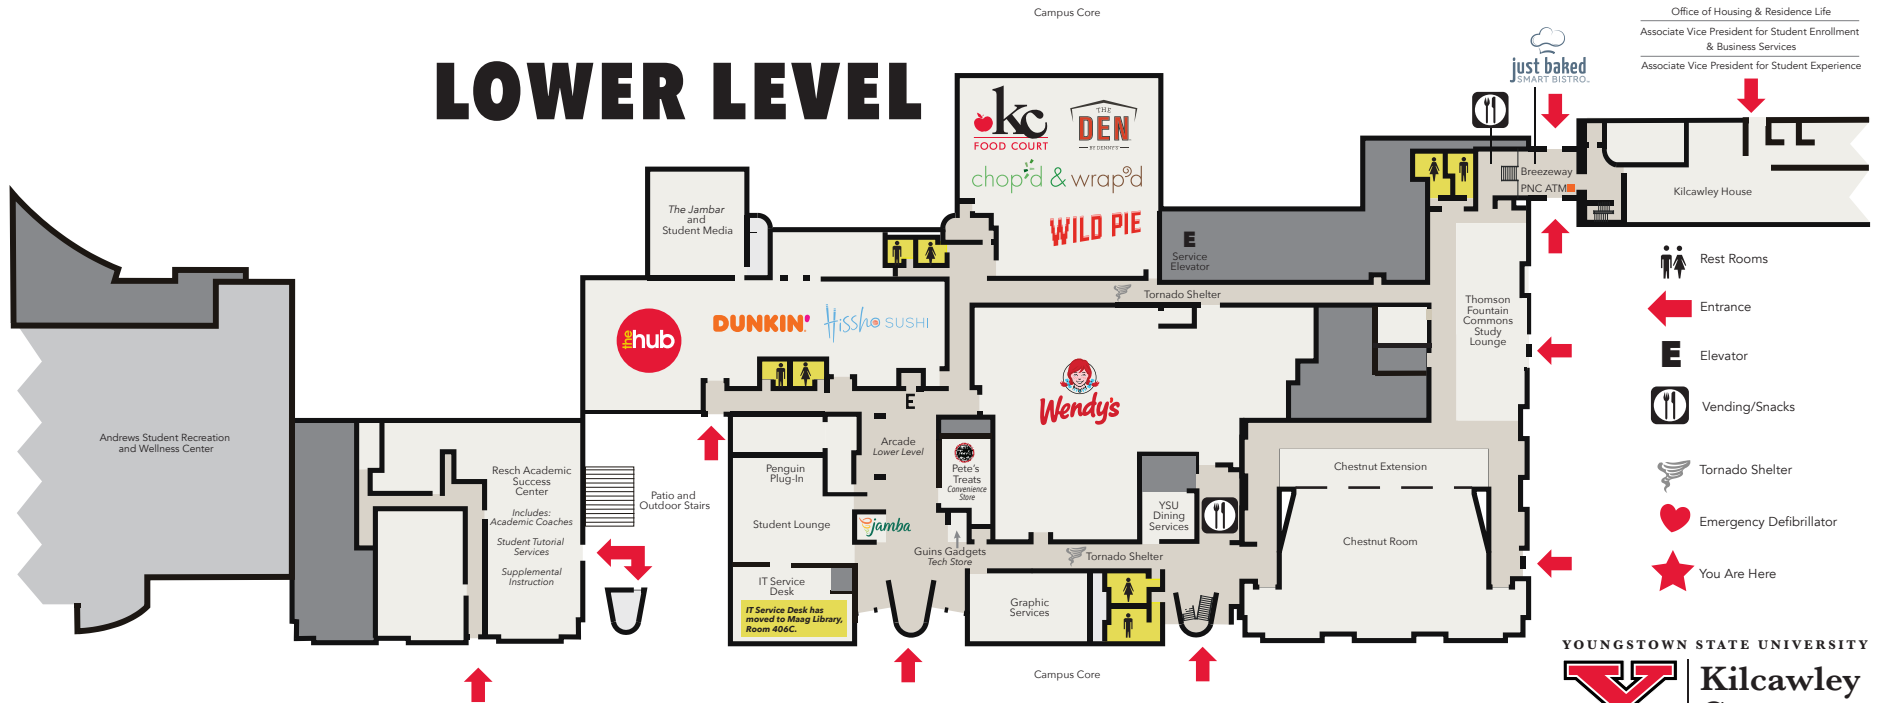 Campus Core
Office of Housing & Residence Life
Associate Vice President for Student Enrollment
& Business Services
Associate Vice President for Student Experience
just baked
SMART BISTRO
LOWER LEVEL
kc
FOOD COURT
THE
DEN
BY DENNY'S
chop'd & wrap'd
WILD PIE
Breezeway
PNC ATM
Kilcawley House
The Jambar
and
Student Media
E
Service
Elevator
Rest Rooms
Tornado Shelter
Entrance
Thomson
Fountain
Commons
Study
Lounge
the hub
DUNKIN'
Hissho SUSHI
E
Elevator
Wendy's
E
Vending/Snacks
Andrews Student Recreation
and Wellness Center
Arcade
Lower Level
Resch Academic
Success
Center
Includes:
Academic Coaches
Student Tutorial
Services
Supplemental
Instruction
Patio and
Outdoor Stairs
Penguin
Plug-In
Pete's
Treats
Convenience
Store
Chestnut Extension
Tornado Shelter
YSU
Dining
Services
Student Lounge
jamba
Emergency Defibrillator
Chestnut Room
Guins Gadgets
Tech Store
Tornado Shelter
You Are Here
IT Service
Desk
IT Service Desk has
moved to Maag Library,
Room 406C.
Graphic
Services
Campus Core
YOUNGSTOWN STATE UNIVERSITY
Y
Kilcawley